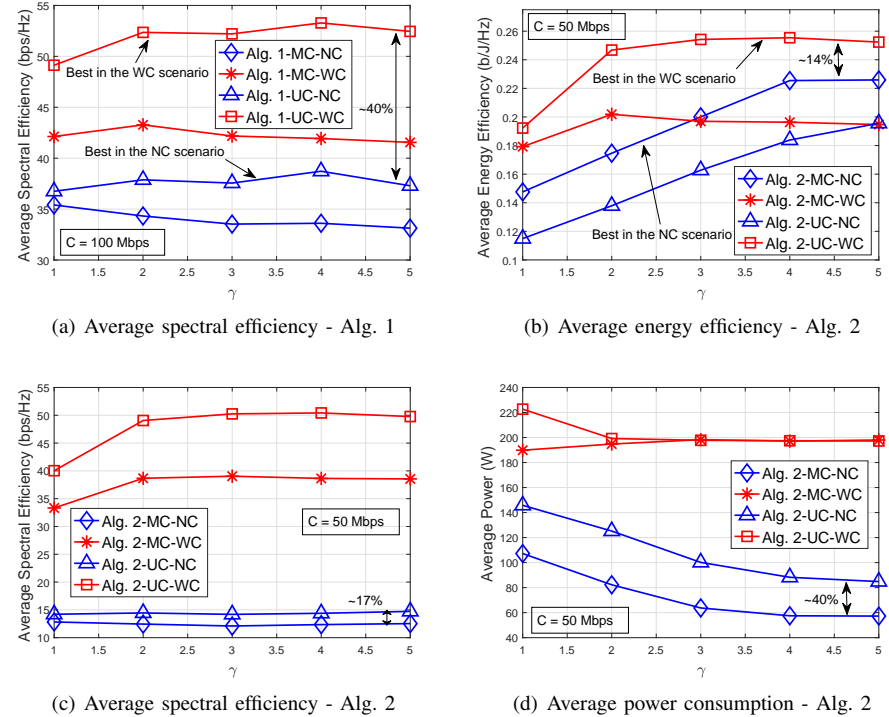 Average Spectral Efficiency (bps/Hz)
55
50
45
40
35
30
Best in the WC scenario
Alg. 1-MC-NC
Alg. 1-MC-WC
Alg. 1-UC-NC
Alg. 1-UC-WC
~40%
Best in the NC scenario
C = 100 Mbps
1 1.5 2 2.5 3 3.5 4 4.5 5
γ
(a) Average spectral efficiency - Alg. 1
Average Energy Efficiency (b/J/Hz)
0.26
0.24
0.22
0.2
0.18
0.16
0.14
0.12
0.1
C = 50 Mbps
~14%
Best in the WC scenario
Best in the NC scenario
Alg. 2-MC-NC
Alg. 2-MC-WC
Alg. 2-UC-NC
Alg. 2-UC-WC
1 1.5 2 2.5 3 3.5 4 4.5 5
γ
(b) Average energy efficiency - Alg. 2
Average Spectral Efficiency (bps/Hz)
55
50
45
40
35
30
25
20
15
10
Alg. 2-MC-NC
Alg. 2-MC-WC
Alg. 2-UC-NC
Alg. 2-UC-WC
C = 50 Mbps
~17%
1 1.5 2 2.5 3 3.5 4 4.5 5
γ
(c) Average spectral efficiency - Alg. 2
Average Power (W)
240
220
200
180
160
140
120
100
80
60
40
Alg. 2-MC-NC
Alg. 2-MC-WC
Alg. 2-UC-NC
Alg. 2-UC-WC
~40%
C = 50 Mbps
1 1.5 2 2.5 3 3.5 4 4.5 5
γ
(d) Average power consumption - Alg. 2